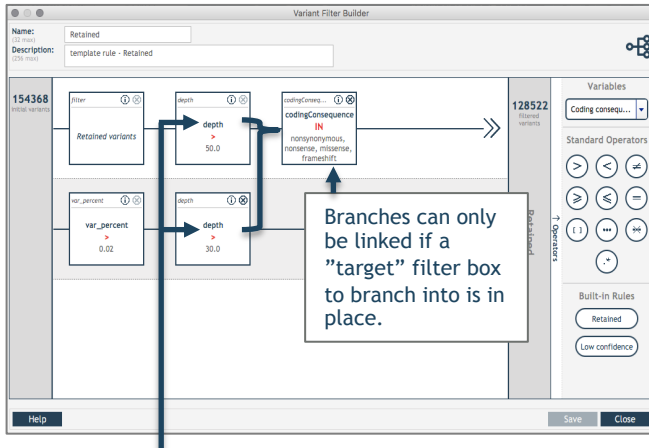 Variant Filter Builder
Name:
(32 max)
Retained
Description:
(256 max)
template rule - Retained
154368
initial variants
filter
Retained variants
depth
depth
>
50.0
codingConseq...
codingConsequence
IN
nonsynonymous,
nonsense, missense,
frameshift
128522
filtered
variants
var_percent
var_percent
>
0.02
depth
depth
>
30.0
Branches can only
be linked if a
”target” filter box
to branch into is in
place.
Retained
Operators
Variables
Coding consequ...
Standard Operators
> < ≠
⩾ ⩽ =
[ ] •••
.*
Built-in Rules
Retained
Low confidence
Help
Save
Close